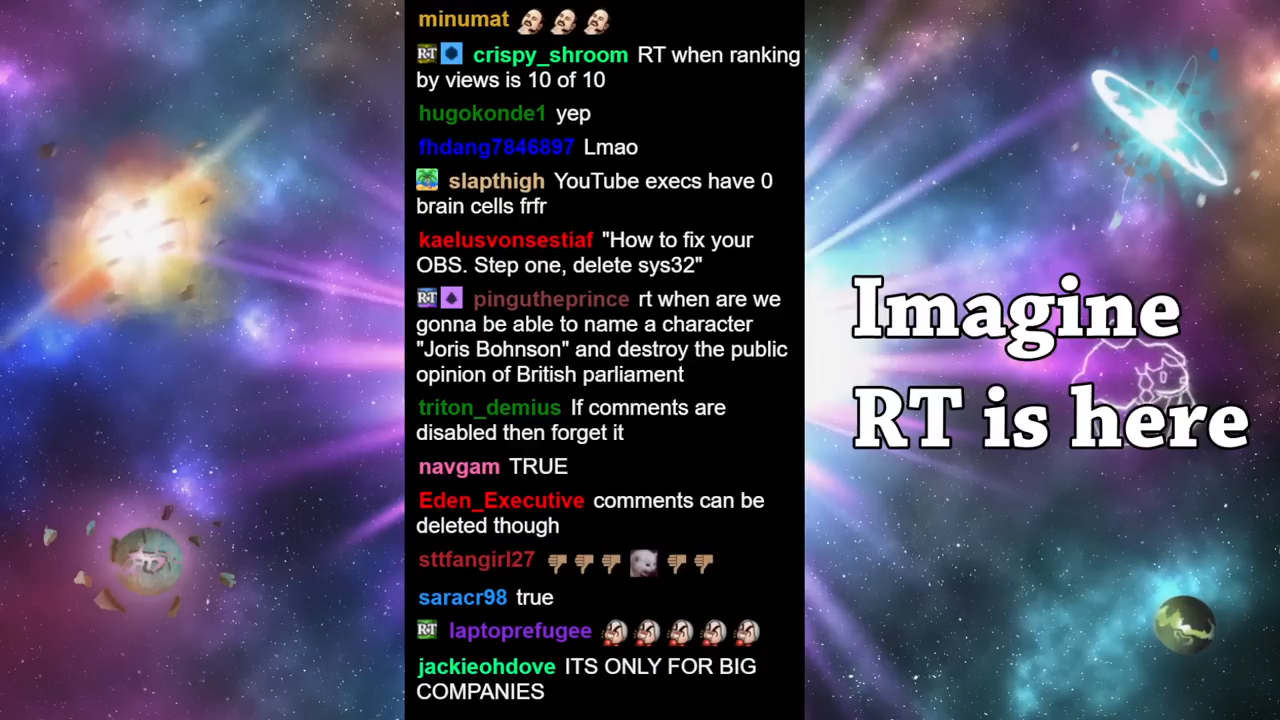 minumat
RT crispy_shroom RT when ranking
by views is 10 of 10
hugokonde1 yep
fhdang7846897 Lmao
slapthigh YouTube execs have 0
brain cells frfr
kaelusvonsestiaf "How to fix your
OBS. Step one, delete sys32"
RT pingutheprince rt when are we
gonna be able to name a character
"Joris Bohnson" and destroy the public
opinion of British parliament
triton_demius If comments are
disabled then forget it
navgam TRUE
Eden_Executive comments can be
deleted though
sttfangirl27
saracr98 true
RT laptoprefugee
jackieohdove ITS ONLY FOR BIG
COMPANIES
Imagine
RT is here